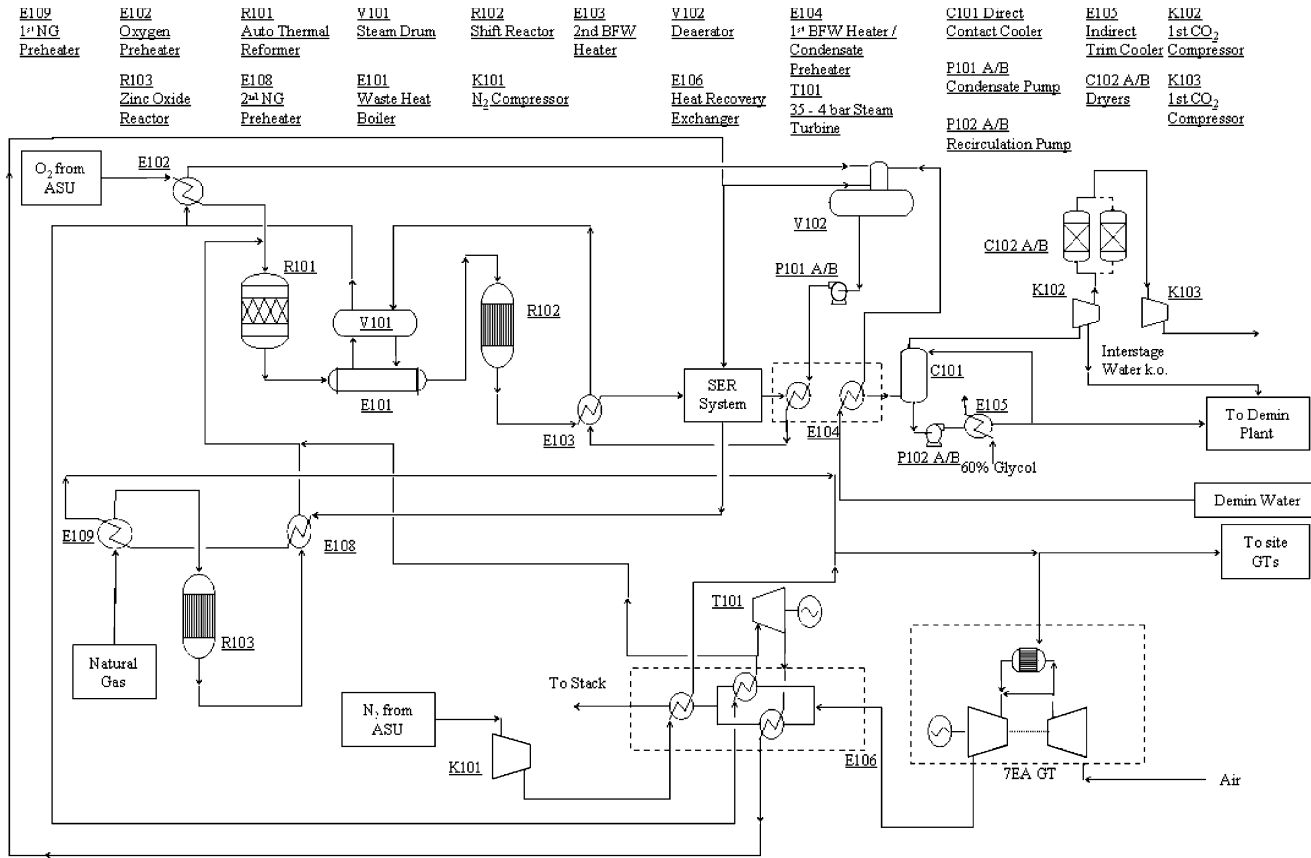 E109
1st NG
Preheater
E102
Oxygen
Preheater
R103
Zinc Oxide
Reactor
R101
Auto Thermal
Reformer
E108
2nd NG
Preheater
V101
Steam Drum
E101
Waste Heat
Boiler
R102
Shift Reactor
K101
N2 Compressor
E103
2nd BFW
Heater
V102
Deaerator
E106
Heat Recovery
Exchanger
E104
1st BFW Heater /
Condensate
Preheater
T101
35 - 4 bar Steam
Turbine
C101 Direct
Contact Cooler
P101 A/B
Condensate Pump
P102 A/B
Recirculation Pump
E105
Indirect
Trim Cooler
C102 A/B
Dryers
K102
1st CO2
Compressor
K103
1st CO2
Compressor
O2 from
ASU
E102
V102
C102 A/B
R101
P101 A/B
K102
K103
V101
R102
Interstage
Water k.o.
E101
SER
System
C101
E103
E104
E105
To Demin
Plant
P102 A/B
60% Glycol
Demin Water
E109
E108
To site
GTs
R103
T101
Natural
Gas
To Stack
N2 from
ASU
K101
E106
7EA GT
Air